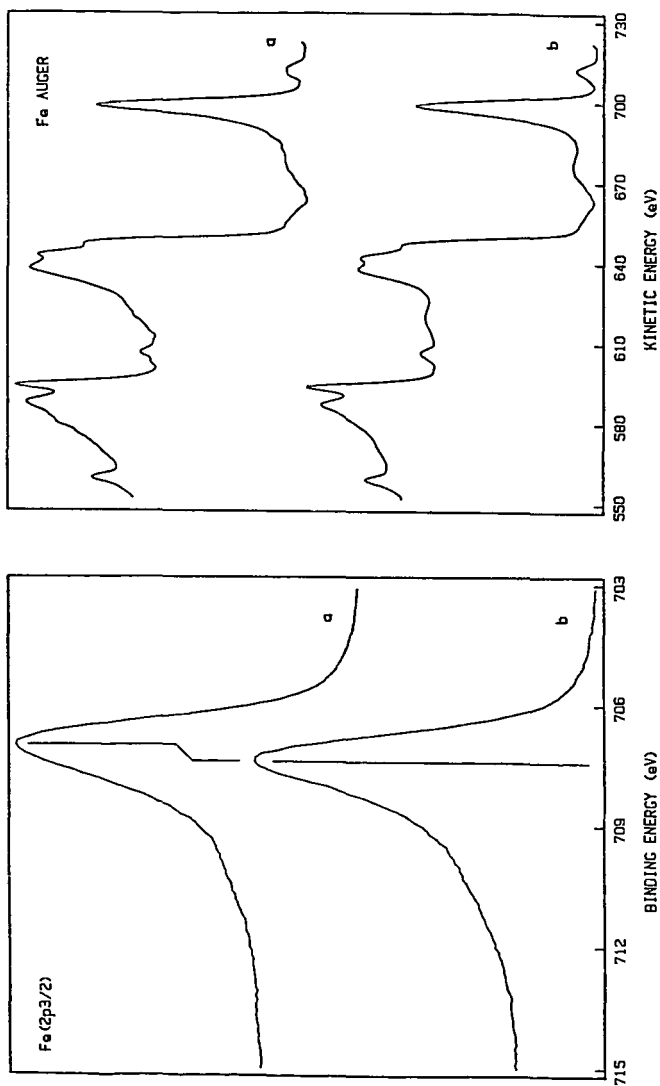 Fe(2p3/2)
a
b
715
712
709
706
703
BINDING ENERGY (eV)
Fe AUGER
a
b
550
580
610
640
670
700
730
KINETIC ENERGY (eV)